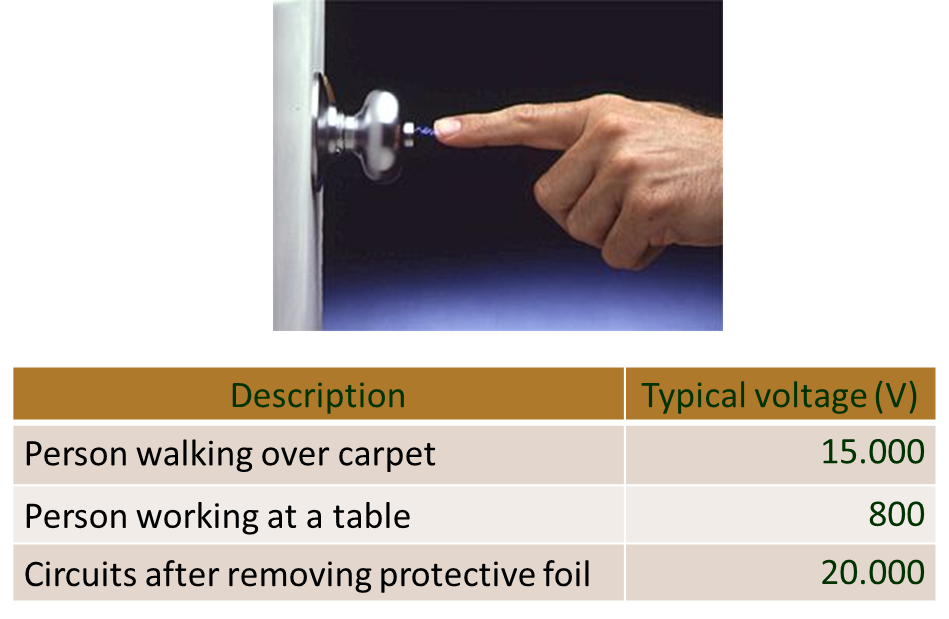 Description Typical voltage (V)
Person walking over carpet 15.000
Person working at a table 800
Circuits after removing protective foil 20.000